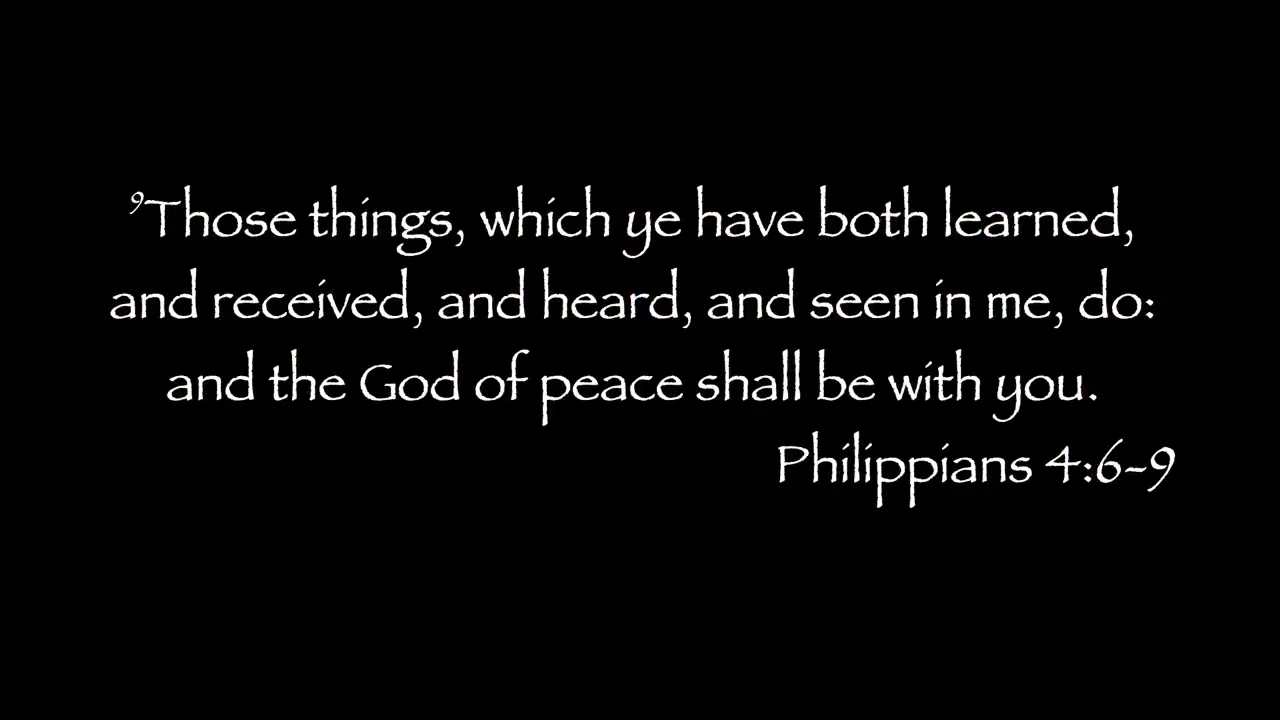 ⁹Those things, which ye have both learned,
and received, and heard, and seen in me, do:
and the God of peace shall be with you.
Philippians 4:6-9